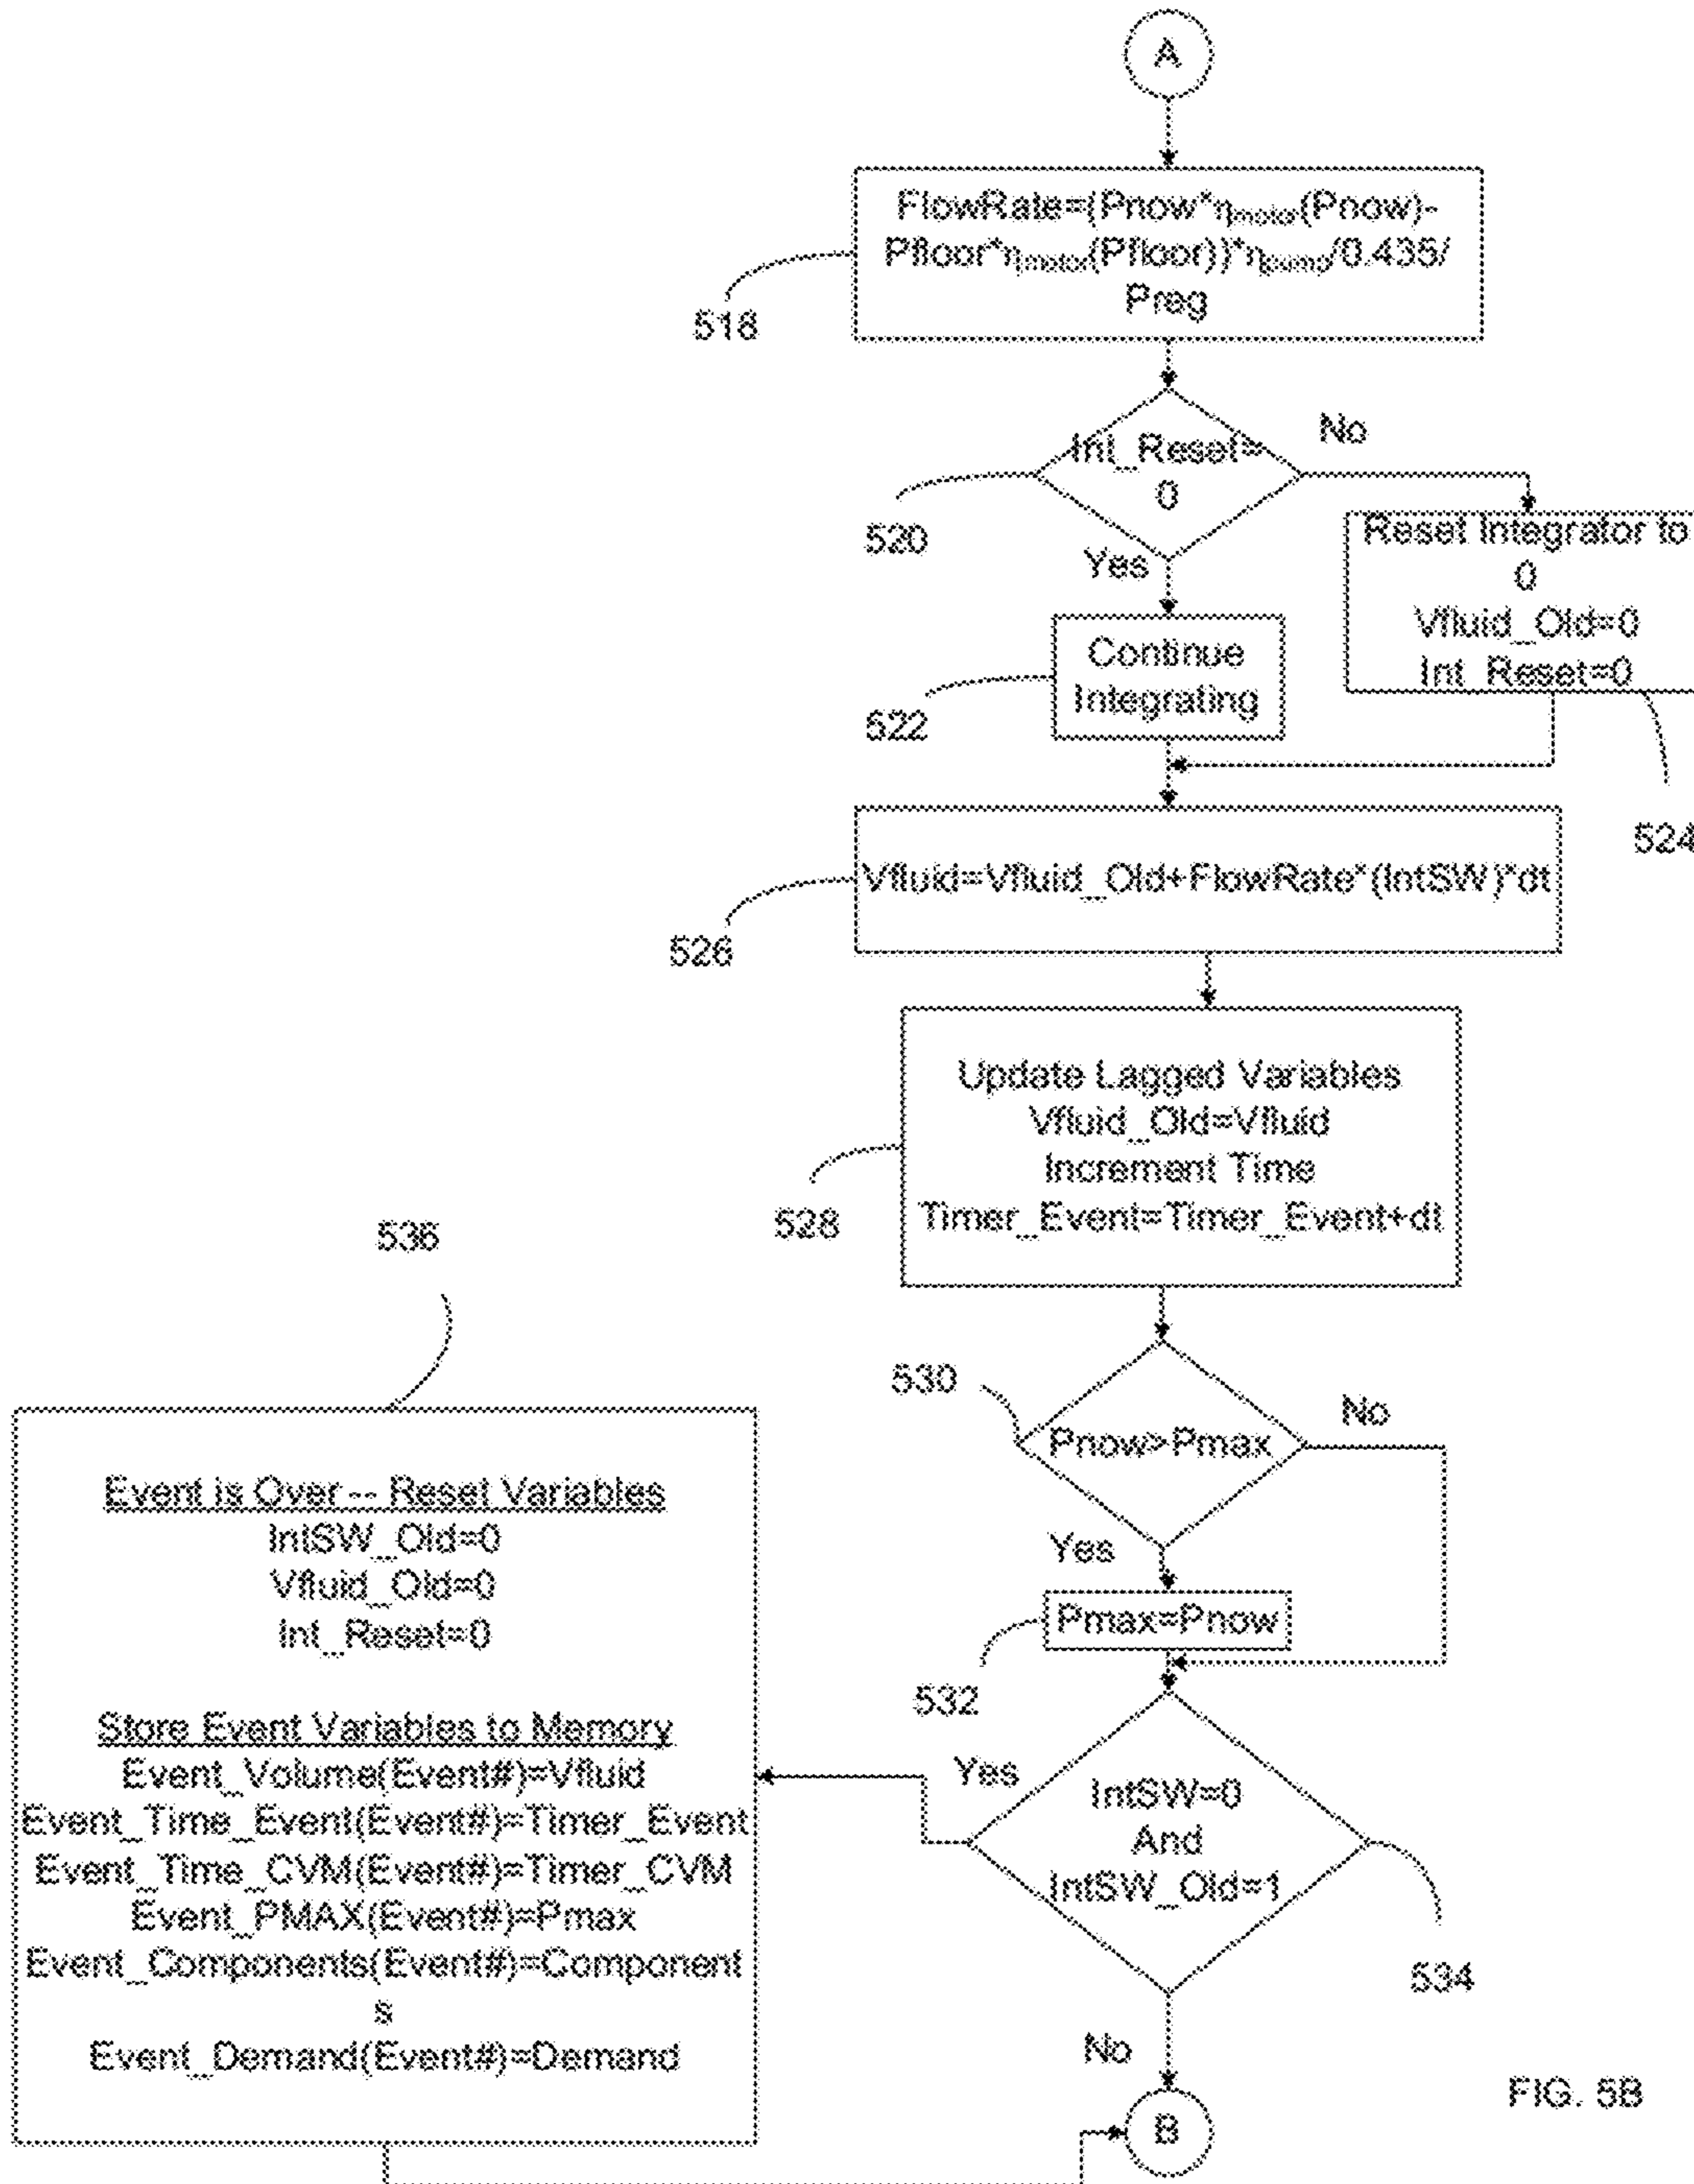 A
FlowRate=(Pnow*ηmotor(Pnow)-
Pfloor*ηmotor(Pfloor))*ηpump/0.435/
Preg
518
Int_Reset=
0
No
520
Yes
Reset Integrator to
0
Vfluid_Old=0
Int_Reset=0
Continue
Integrating
522
524
Vfluid=Vfluid_Old+FlowRate*(IntSW)*dt
526
Update Lagged Variables
Vfluid_Old=Vfluid
Increment Time
Timer_Event=Timer_Event+dt
528
536
530
Pnow>Pmax
No
Yes
Pmax=Pnow
532
Event is Over -- Reset Variables
IntSW_Old=0
Vfluid_Old=0
Int_Reset=0
Store Event Variables to Memory
Event_Volume(Event#)=Vfluid
Event_Time_Event(Event#)=Timer_Event
Event_Time_CVM(Event#)=Timer_CVM
Event_PMAX(Event#)=Pmax
Event_Components(Event#)=Component
s
Event_Demand(Event#)=Demand
Yes
IntSW=0
And
IntSW_Old=1
534
No
B
FIG. 5B